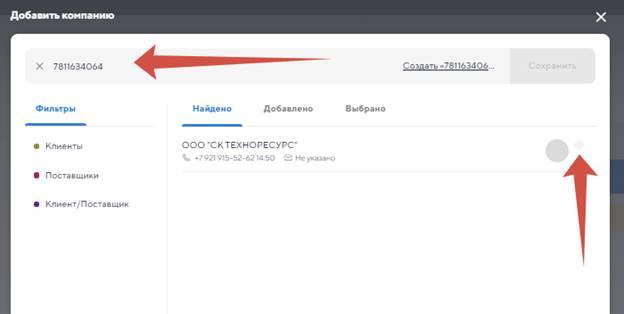 Добавить компанию
7811634064
Создать «781163406...
Сохранить
Фильтры
Найдено
Добавлено
Выбрано
Клиенты
ООО "СК ТЕХНОРЕСУРС"
+7 921 915-52-62 14:50
Не указано
Поставщики
Клиент/Поставщик